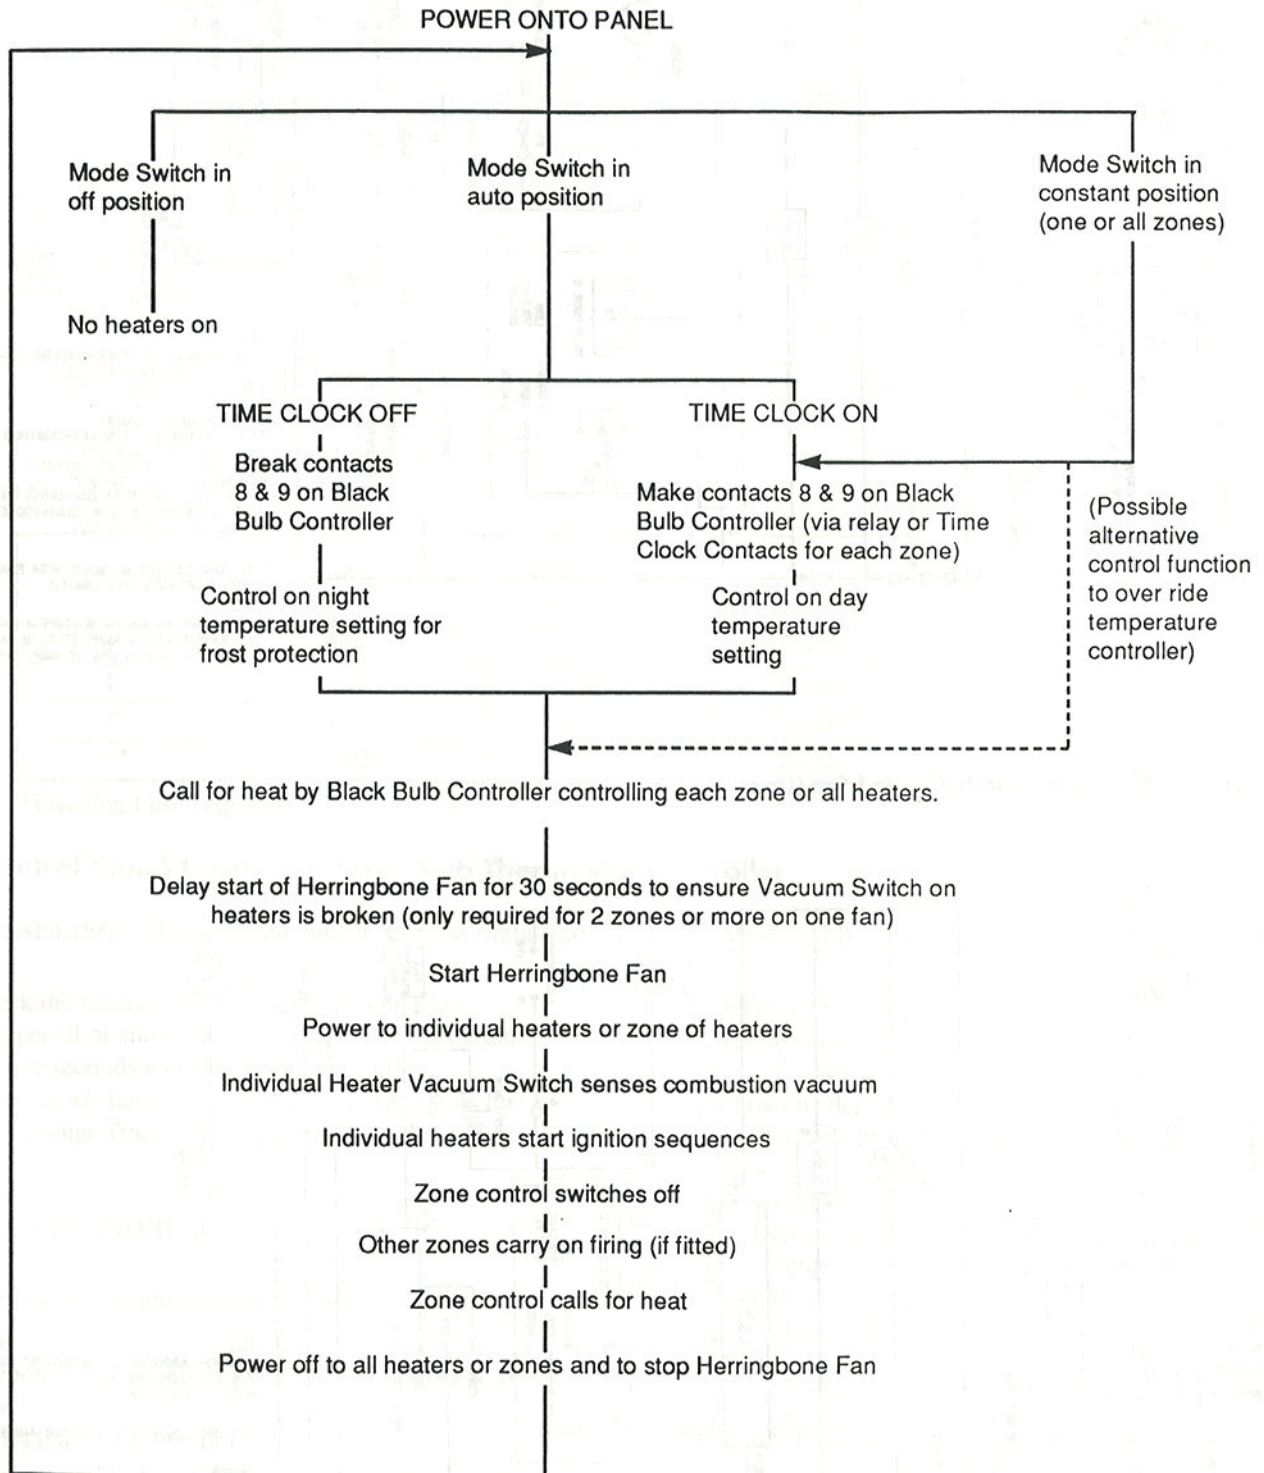 POWER ONTO PANEL
Mode Switch in
off position
Mode Switch in
auto position
Mode Switch in
constant position
(one or all zones)
No heaters on
TIME CLOCK OFF
TIME CLOCK ON
Break contacts
8 & 9 on Black
Bulb Controller
Make contacts 8 & 9 on Black
Bulb Controller (via relay or Time
Clock Contacts for each zone)
(Possible
alternative
control function
to over ride
temperature
controller)
Control on night
temperature setting for
frost protection
Control on day
temperature
setting
Call for heat by Black Bulb Controller controlling each zone or all heaters.
Delay start of Herringbone Fan for 30 seconds to ensure Vacuum Switch on
heaters is broken (only required for 2 zones or more on one fan)
Start Herringbone Fan
Power to individual heaters or zone of heaters
Individual Heater Vacuum Switch senses combustion vacuum
Individual heaters start ignition sequences
Zone control switches off
Other zones carry on firing (if fitted)
Zone control calls for heat
Power off to all heaters or zones and to stop Herringbone Fan